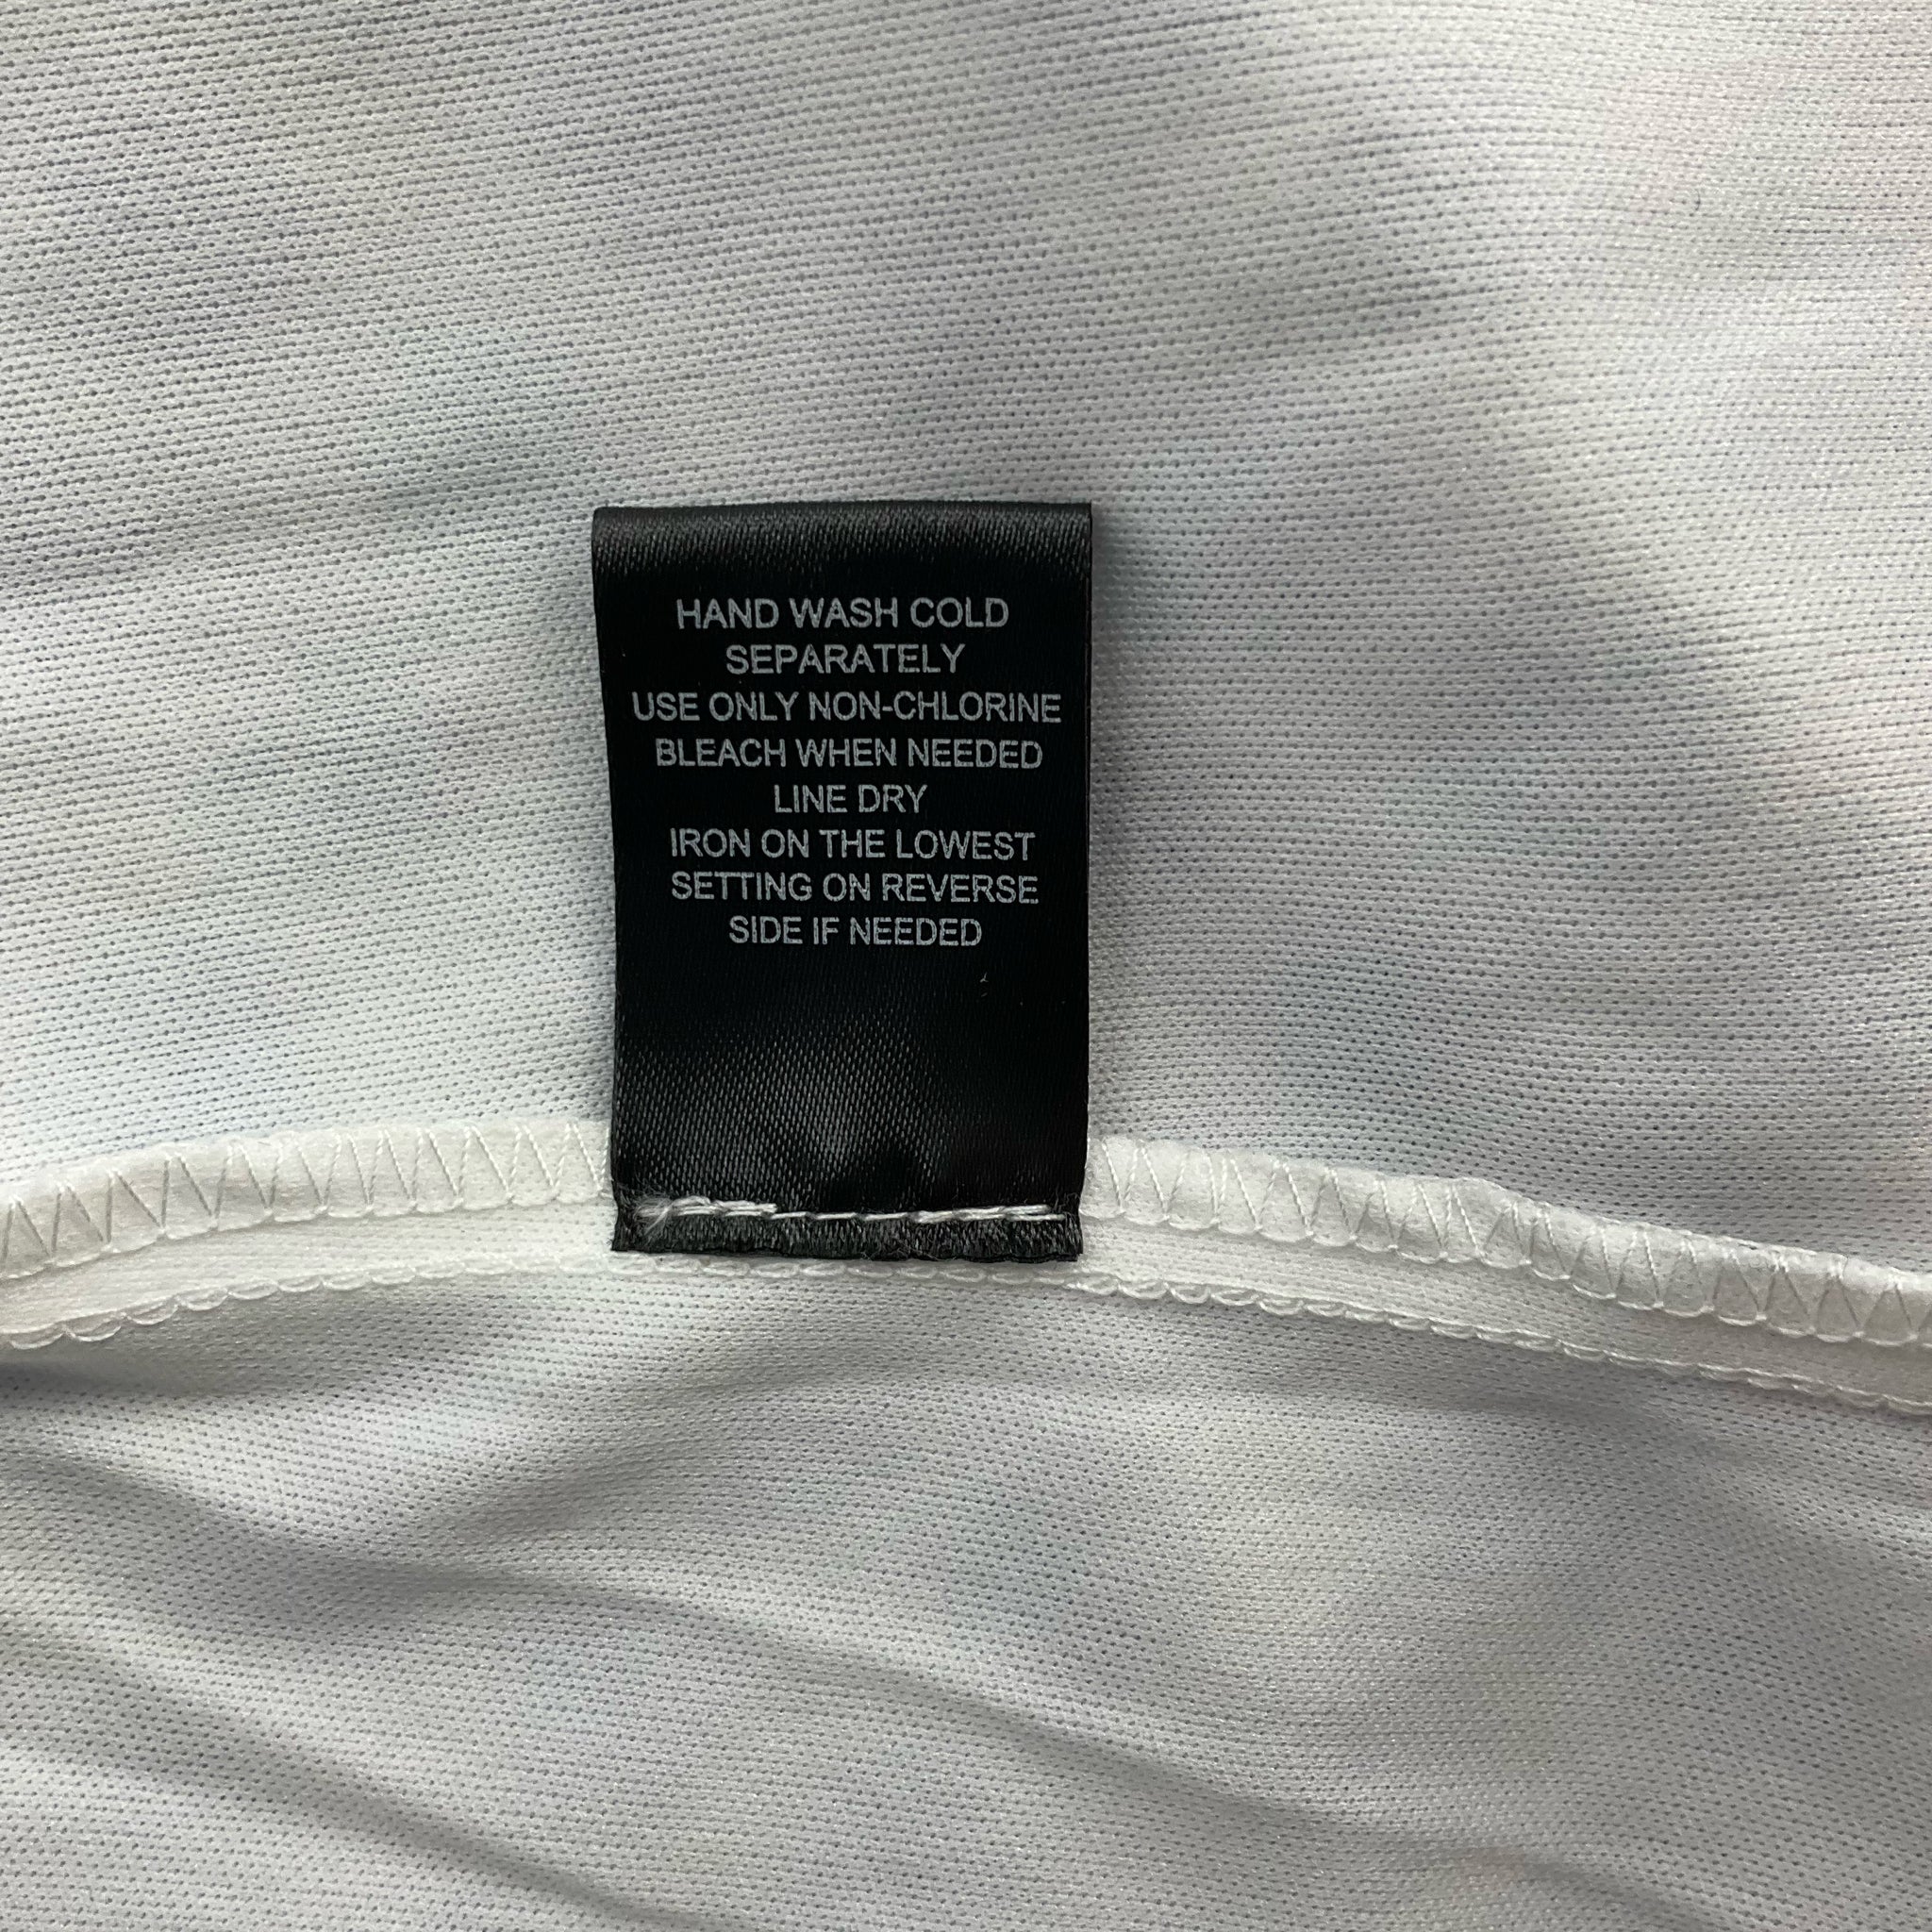 HAND WASH COLD
SEPARATELY
USE ONLY NON-CHLORINE
BLEACH WHEN NEEDED
LINE DRY
IRON ON THE LOWEST
SETTING ON REVERSE
SIDE IF NEEDED